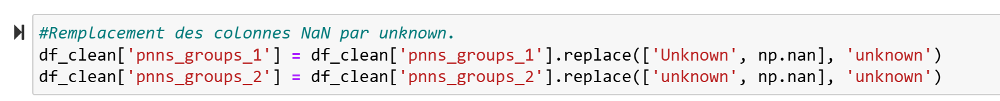 #Remplacement des colonnes NaN par unknown.
df_clean['pnns_groups_1'] = df_clean['pnns_groups_1'].replace(['Unknown', np.nan], 'unknown')
df_clean['pnns_groups_2'] = df_clean['pnns_groups_2'].replace(['unknown', np.nan], 'unknown')